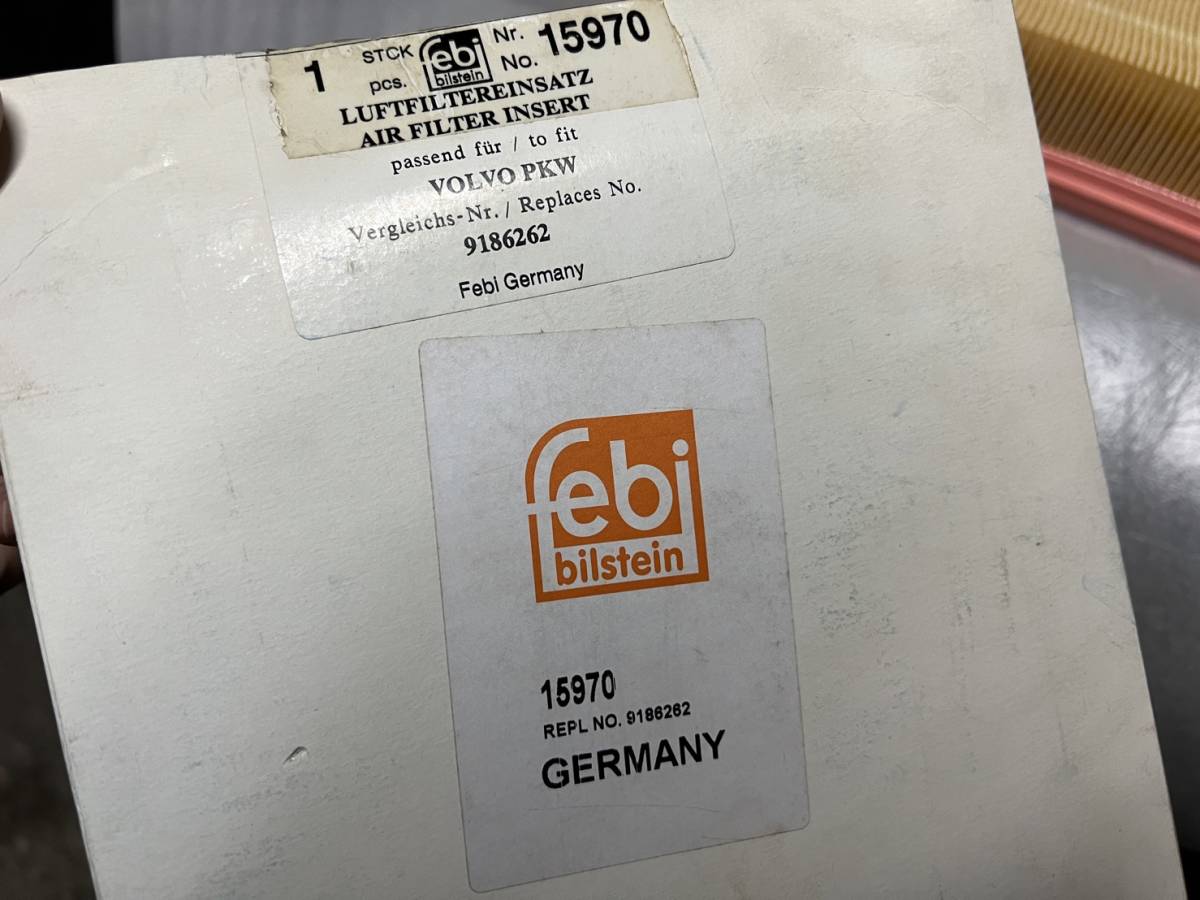 1 STCK pcs. febi bilstein Nr. No. 15970
LUFTFILTEREINSATZ
AIR FILTER INSERT
passend für / to fit
VOLVO PKW
Vergleichs-Nr. / Replaces No.
9186262
Febi Germany
febi
bilstein
15970
REPL NO. 9186262
GERMANY